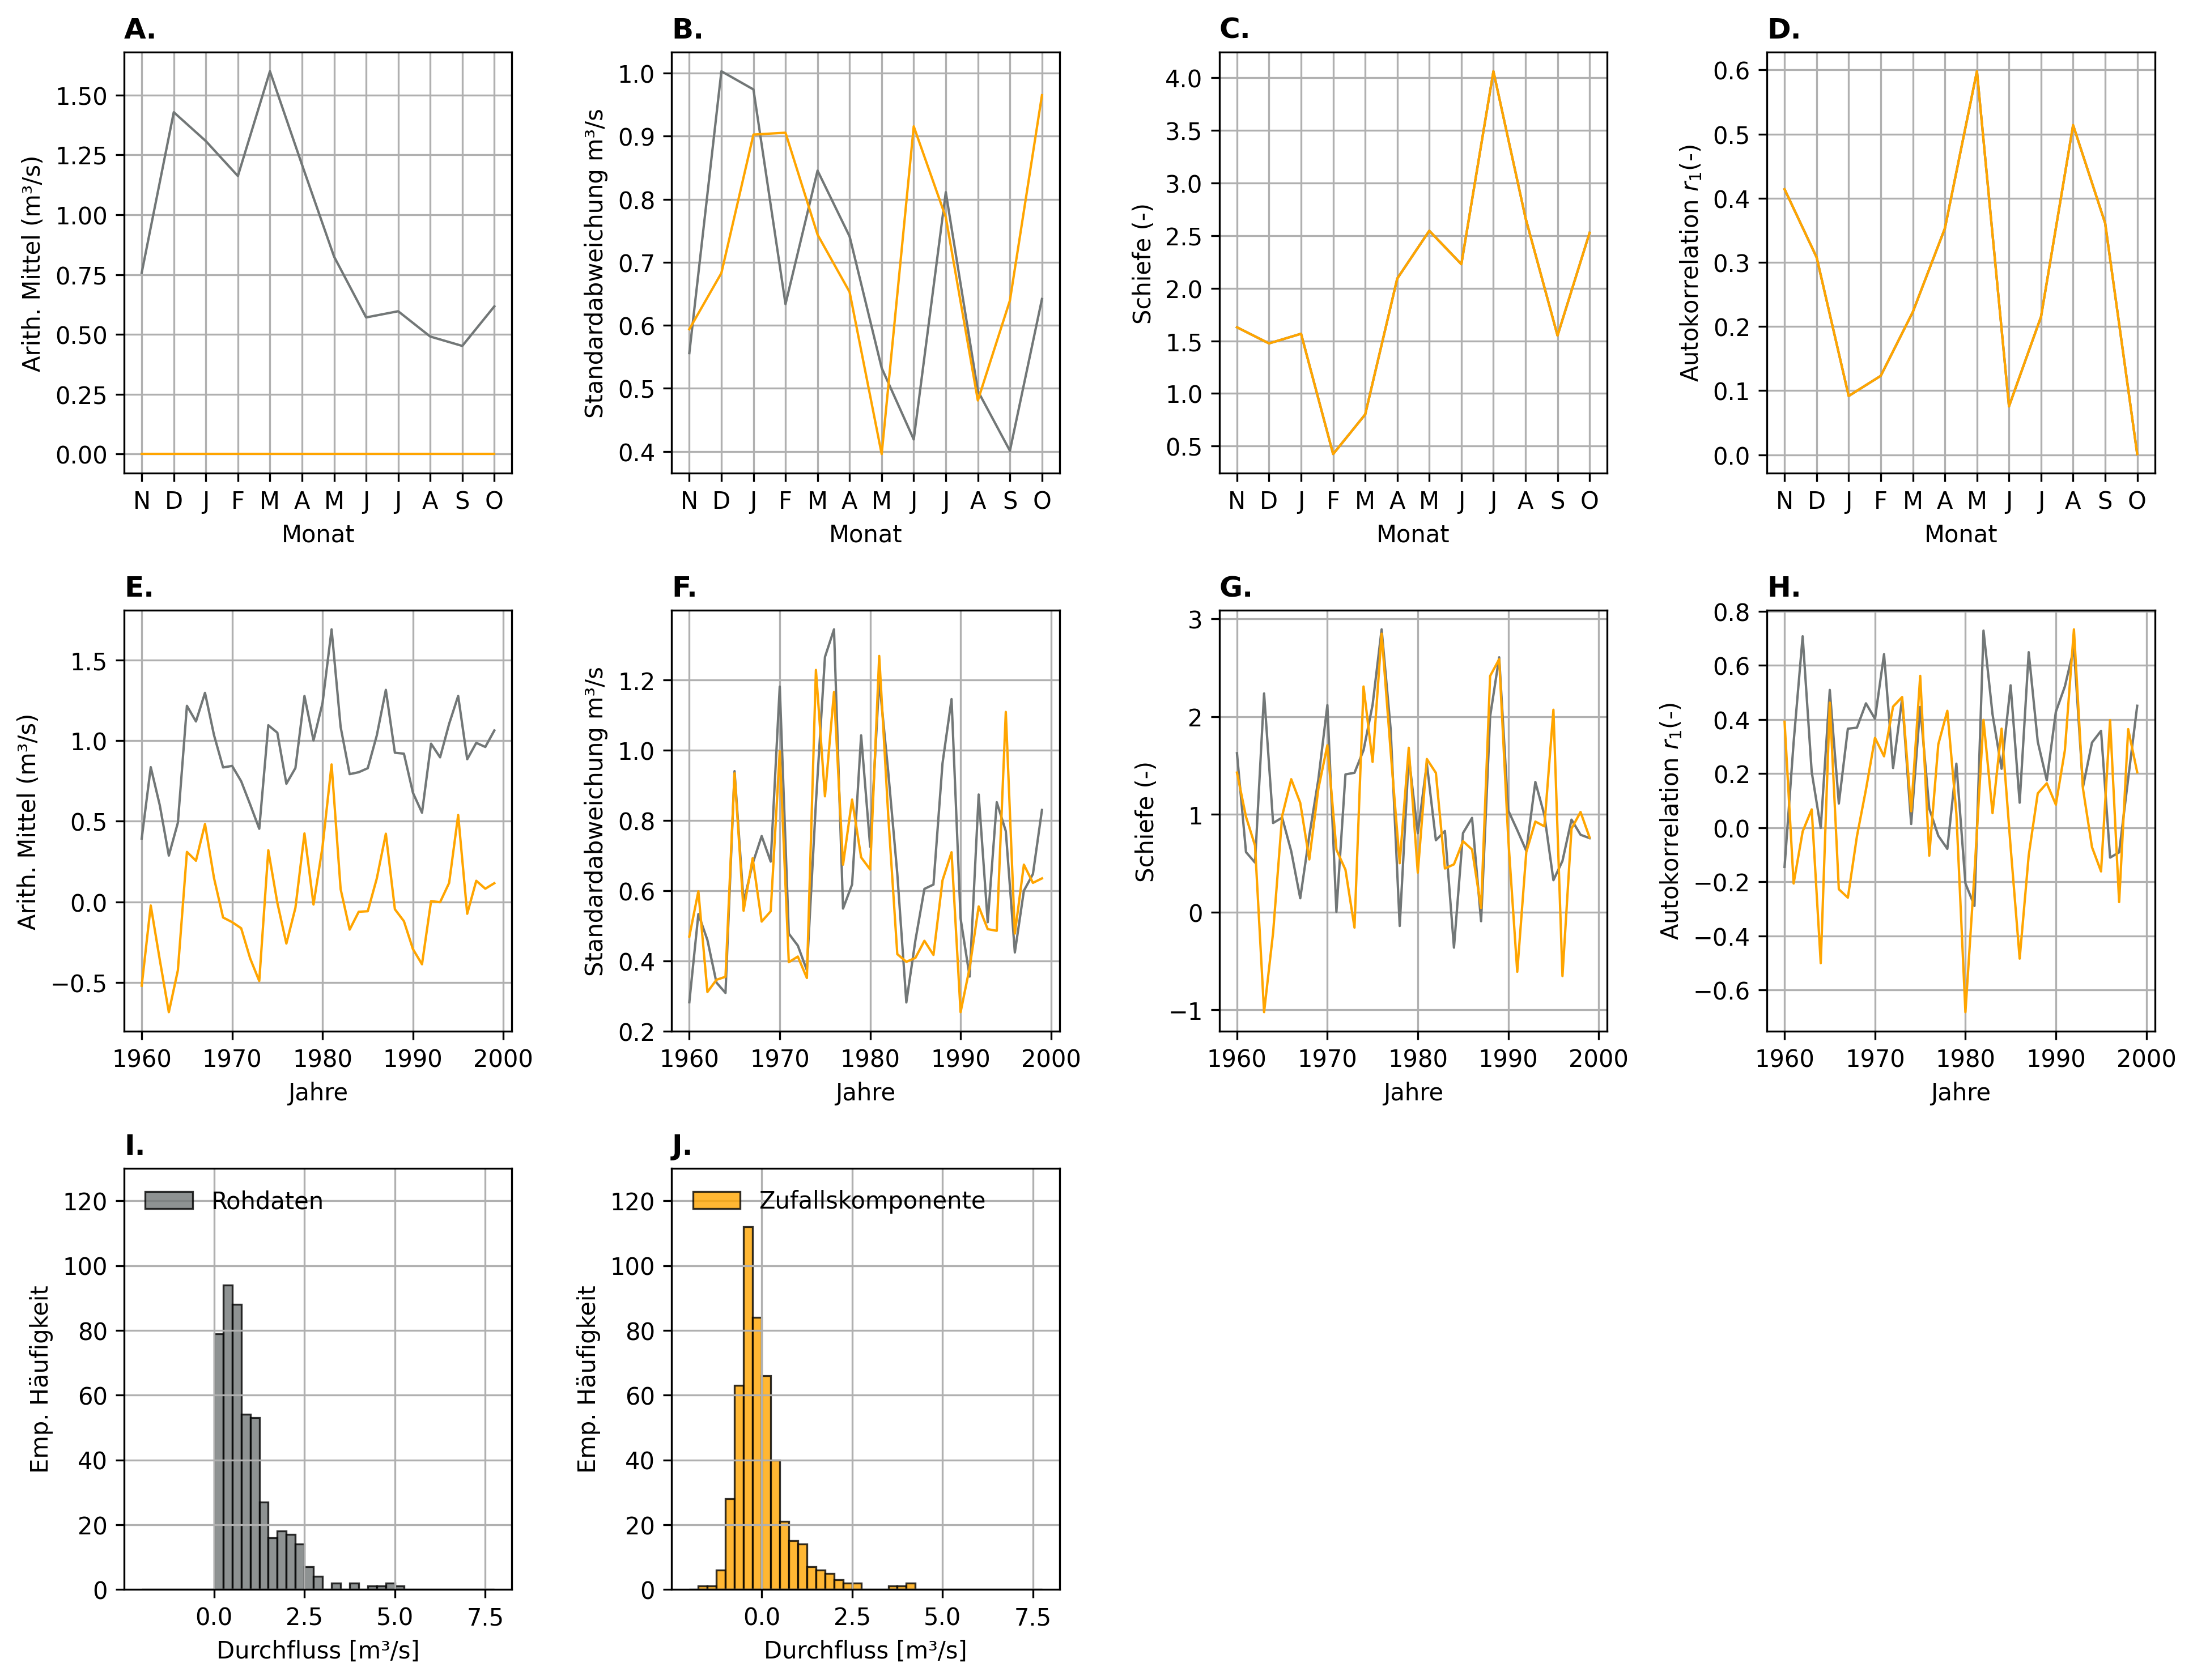 A.
Arith. Mittel (m³/s)
1.50
1.25
1.00
0.75
0.50
0.25
0.00
N D J F M A M J J A S O
Monat
B.
Standardabweichung m³/s
1.0
0.9
0.8
0.7
0.6
0.5
0.4
N D J F M A M J J A S O
Monat
C.
Schiefe (-)
4.0
3.5
3.0
2.5
2.0
1.5
1.0
0.5
N D J F M A M J J A S O
Monat
D.
Autokorrelation r₁(-)
0.6
0.5
0.4
0.3
0.2
0.1
0.0
N D J F M A M J J A S O
Monat
E.
Arith. Mittel (m³/s)
1.5
1.0
0.5
0.0
−0.5
1960 1970 1980 1990 2000
Jahre
F.
Standardabweichung m³/s
1.2
1.0
0.8
0.6
0.4
0.2
1960 1970 1980 1990 2000
Jahre
G.
Schiefe (-)
3
2
1
0
−1
1960 1970 1980 1990 2000
Jahre
H.
Autokorrelation r₁(-)
0.8
0.6
0.4
0.2
0.0
−0.2
−0.4
−0.6
1960 1970 1980 1990 2000
Jahre
I.
Rohdaten
Emp. Häufigkeit
120
100
80
60
40
20
0
0.0 2.5 5.0 7.5
Durchfluss [m³/s]
J.
Zufallskomponente
Emp. Häufigkeit
120
100
80
60
40
20
0
0.0 2.5 5.0 7.5
Durchfluss [m³/s]